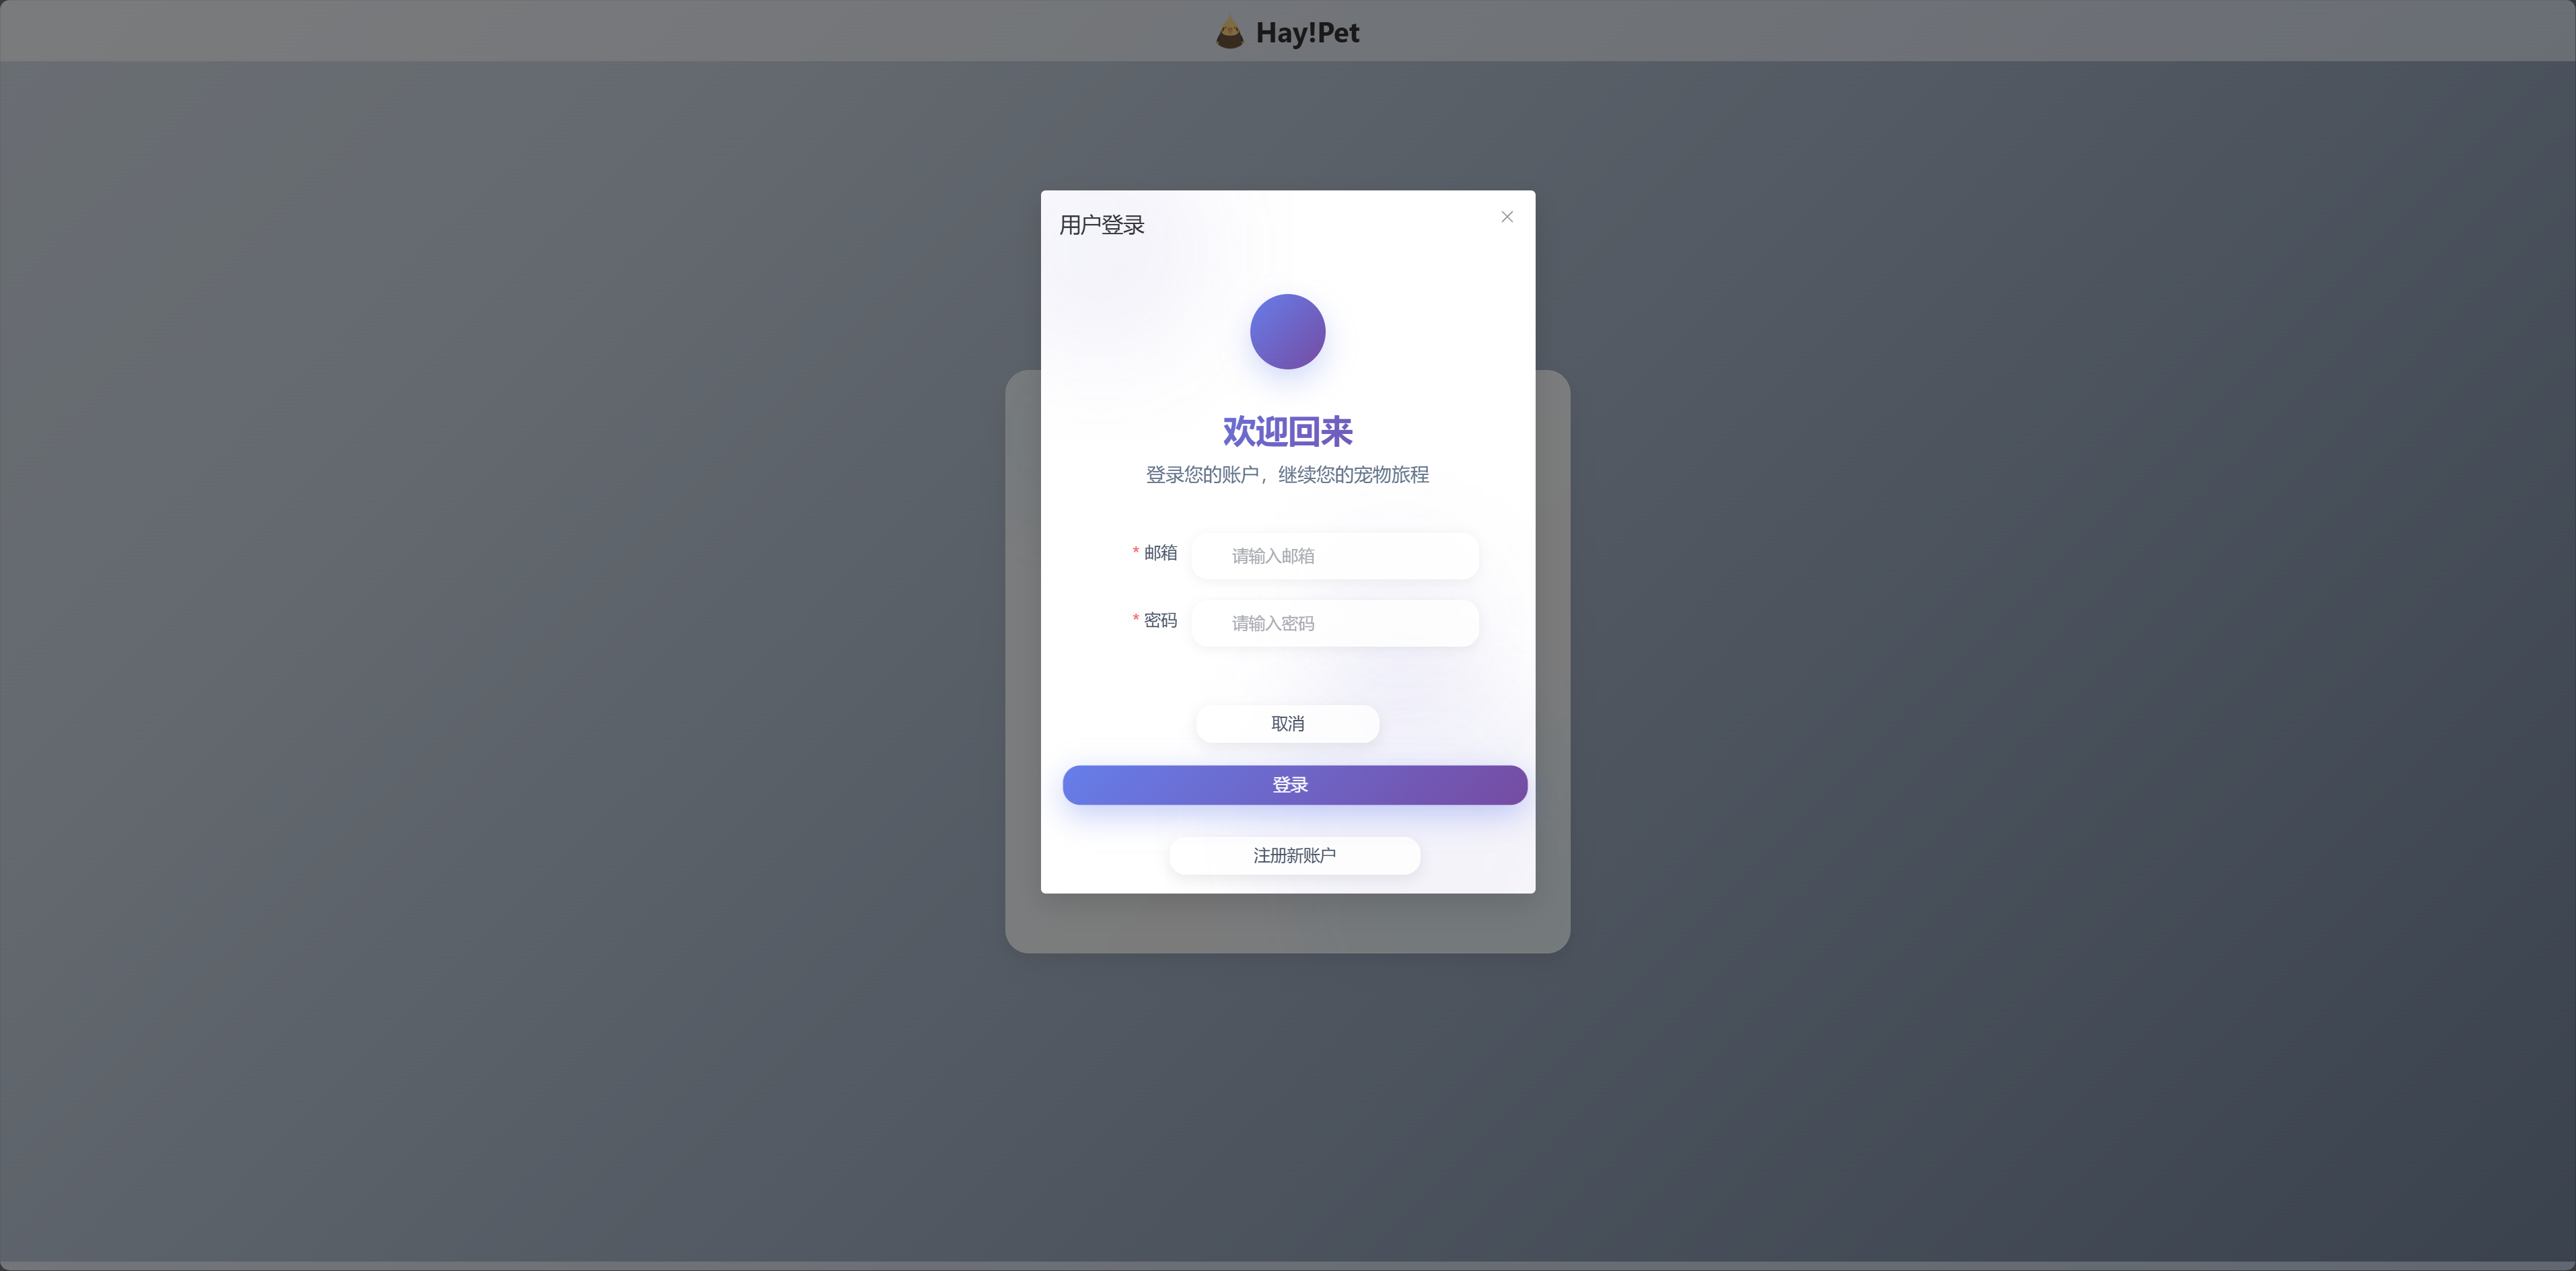 Hay!Pet
用户登录
欢迎回来
登录您的账户，继续您的宠物旅程
* 邮箱 请输入邮箱
* 密码 请输入密码
取消
登录
注册新账户